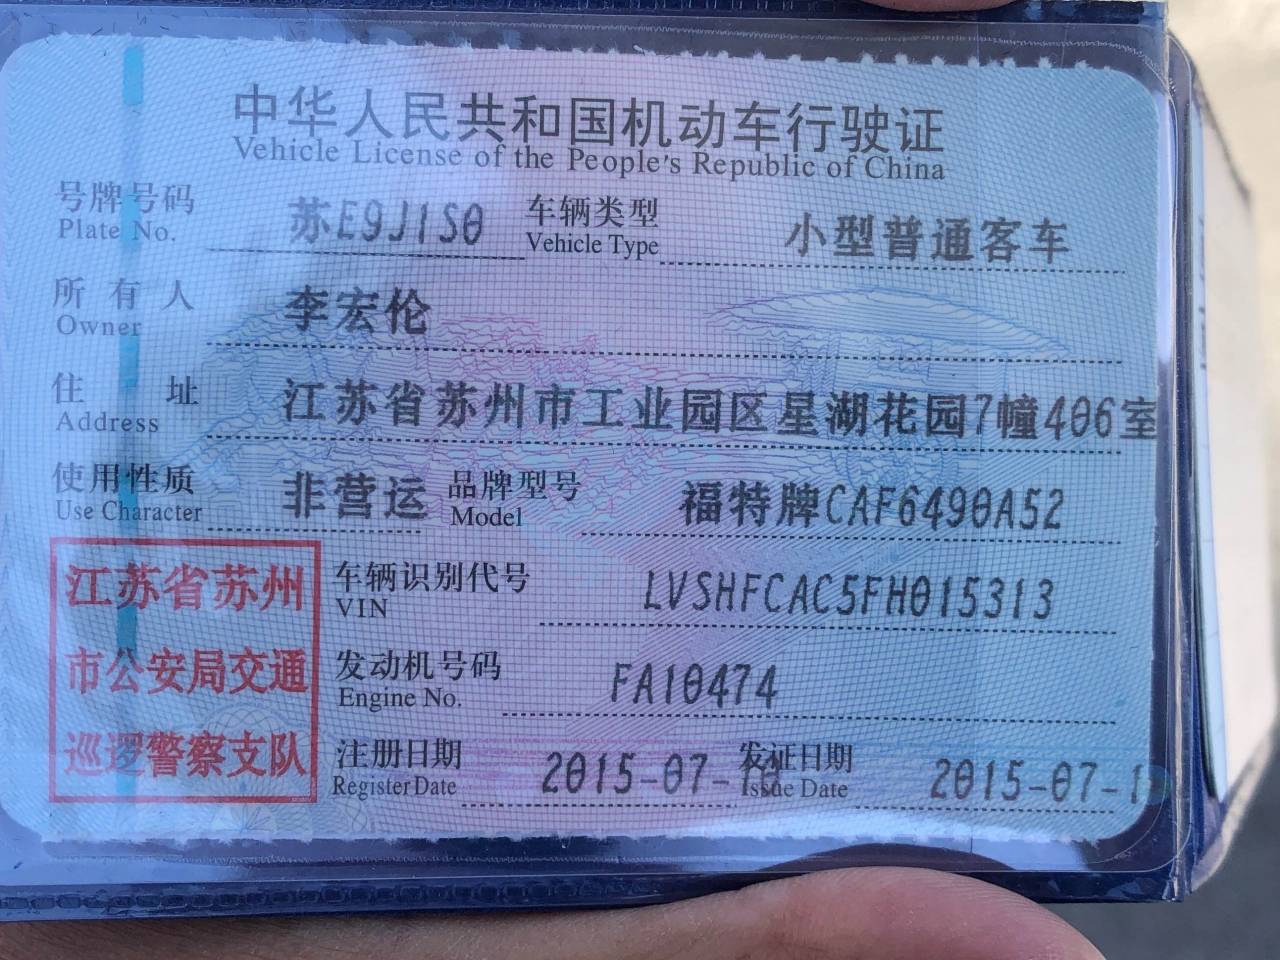 中华人民共和国机动车行驶证
Vehicle License of the People's Republic of China
号牌号码 苏E9J1S0 车辆类型 小型普通客车
Plate No. Vehicle Type
所有人 李宏伦
Owner
住址 江苏省苏州市工业园区星湖花园7幢406室
Address
使用性质 非营运 品牌型号 福特牌CAF6490A52
Use Character Model
车辆识别代号 LVSHFCAC5FH015313
VIN
发动机号码 FA10474
Engine No.
注册日期 2015-07-10 发证日期 2015-07-1
Register Date Issue Date
江苏省苏州
市公安局交通
巡逻警察支队